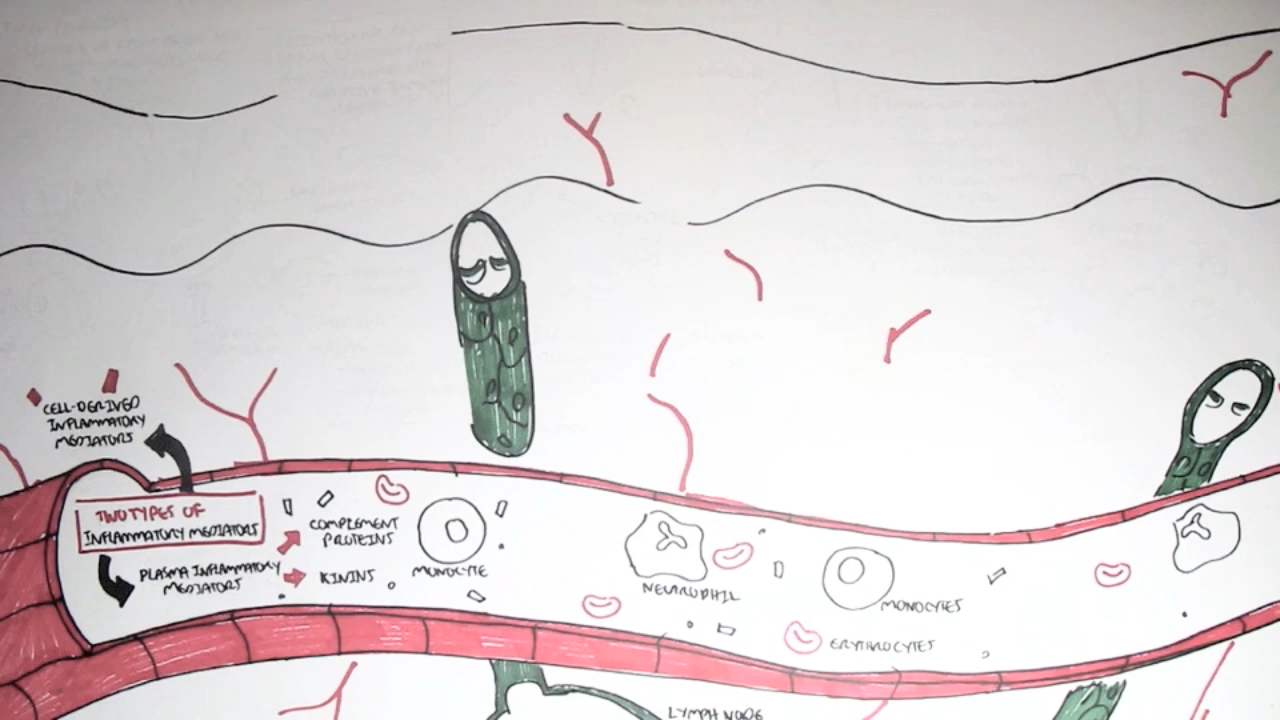 CELL-DERIVED
INFLAMMATORY
MEDIATORS
TWO TYPES OF
INFLAMMATORY MEDIATORS
PLASMA INFLAMMATORY
MEDIATORS
COMPLEMENT
PROTEINS
KININS
MONOCYTE
NEUTROPHIL
MONOCYTES
ERYTHROCYTES
LYMPH NODE